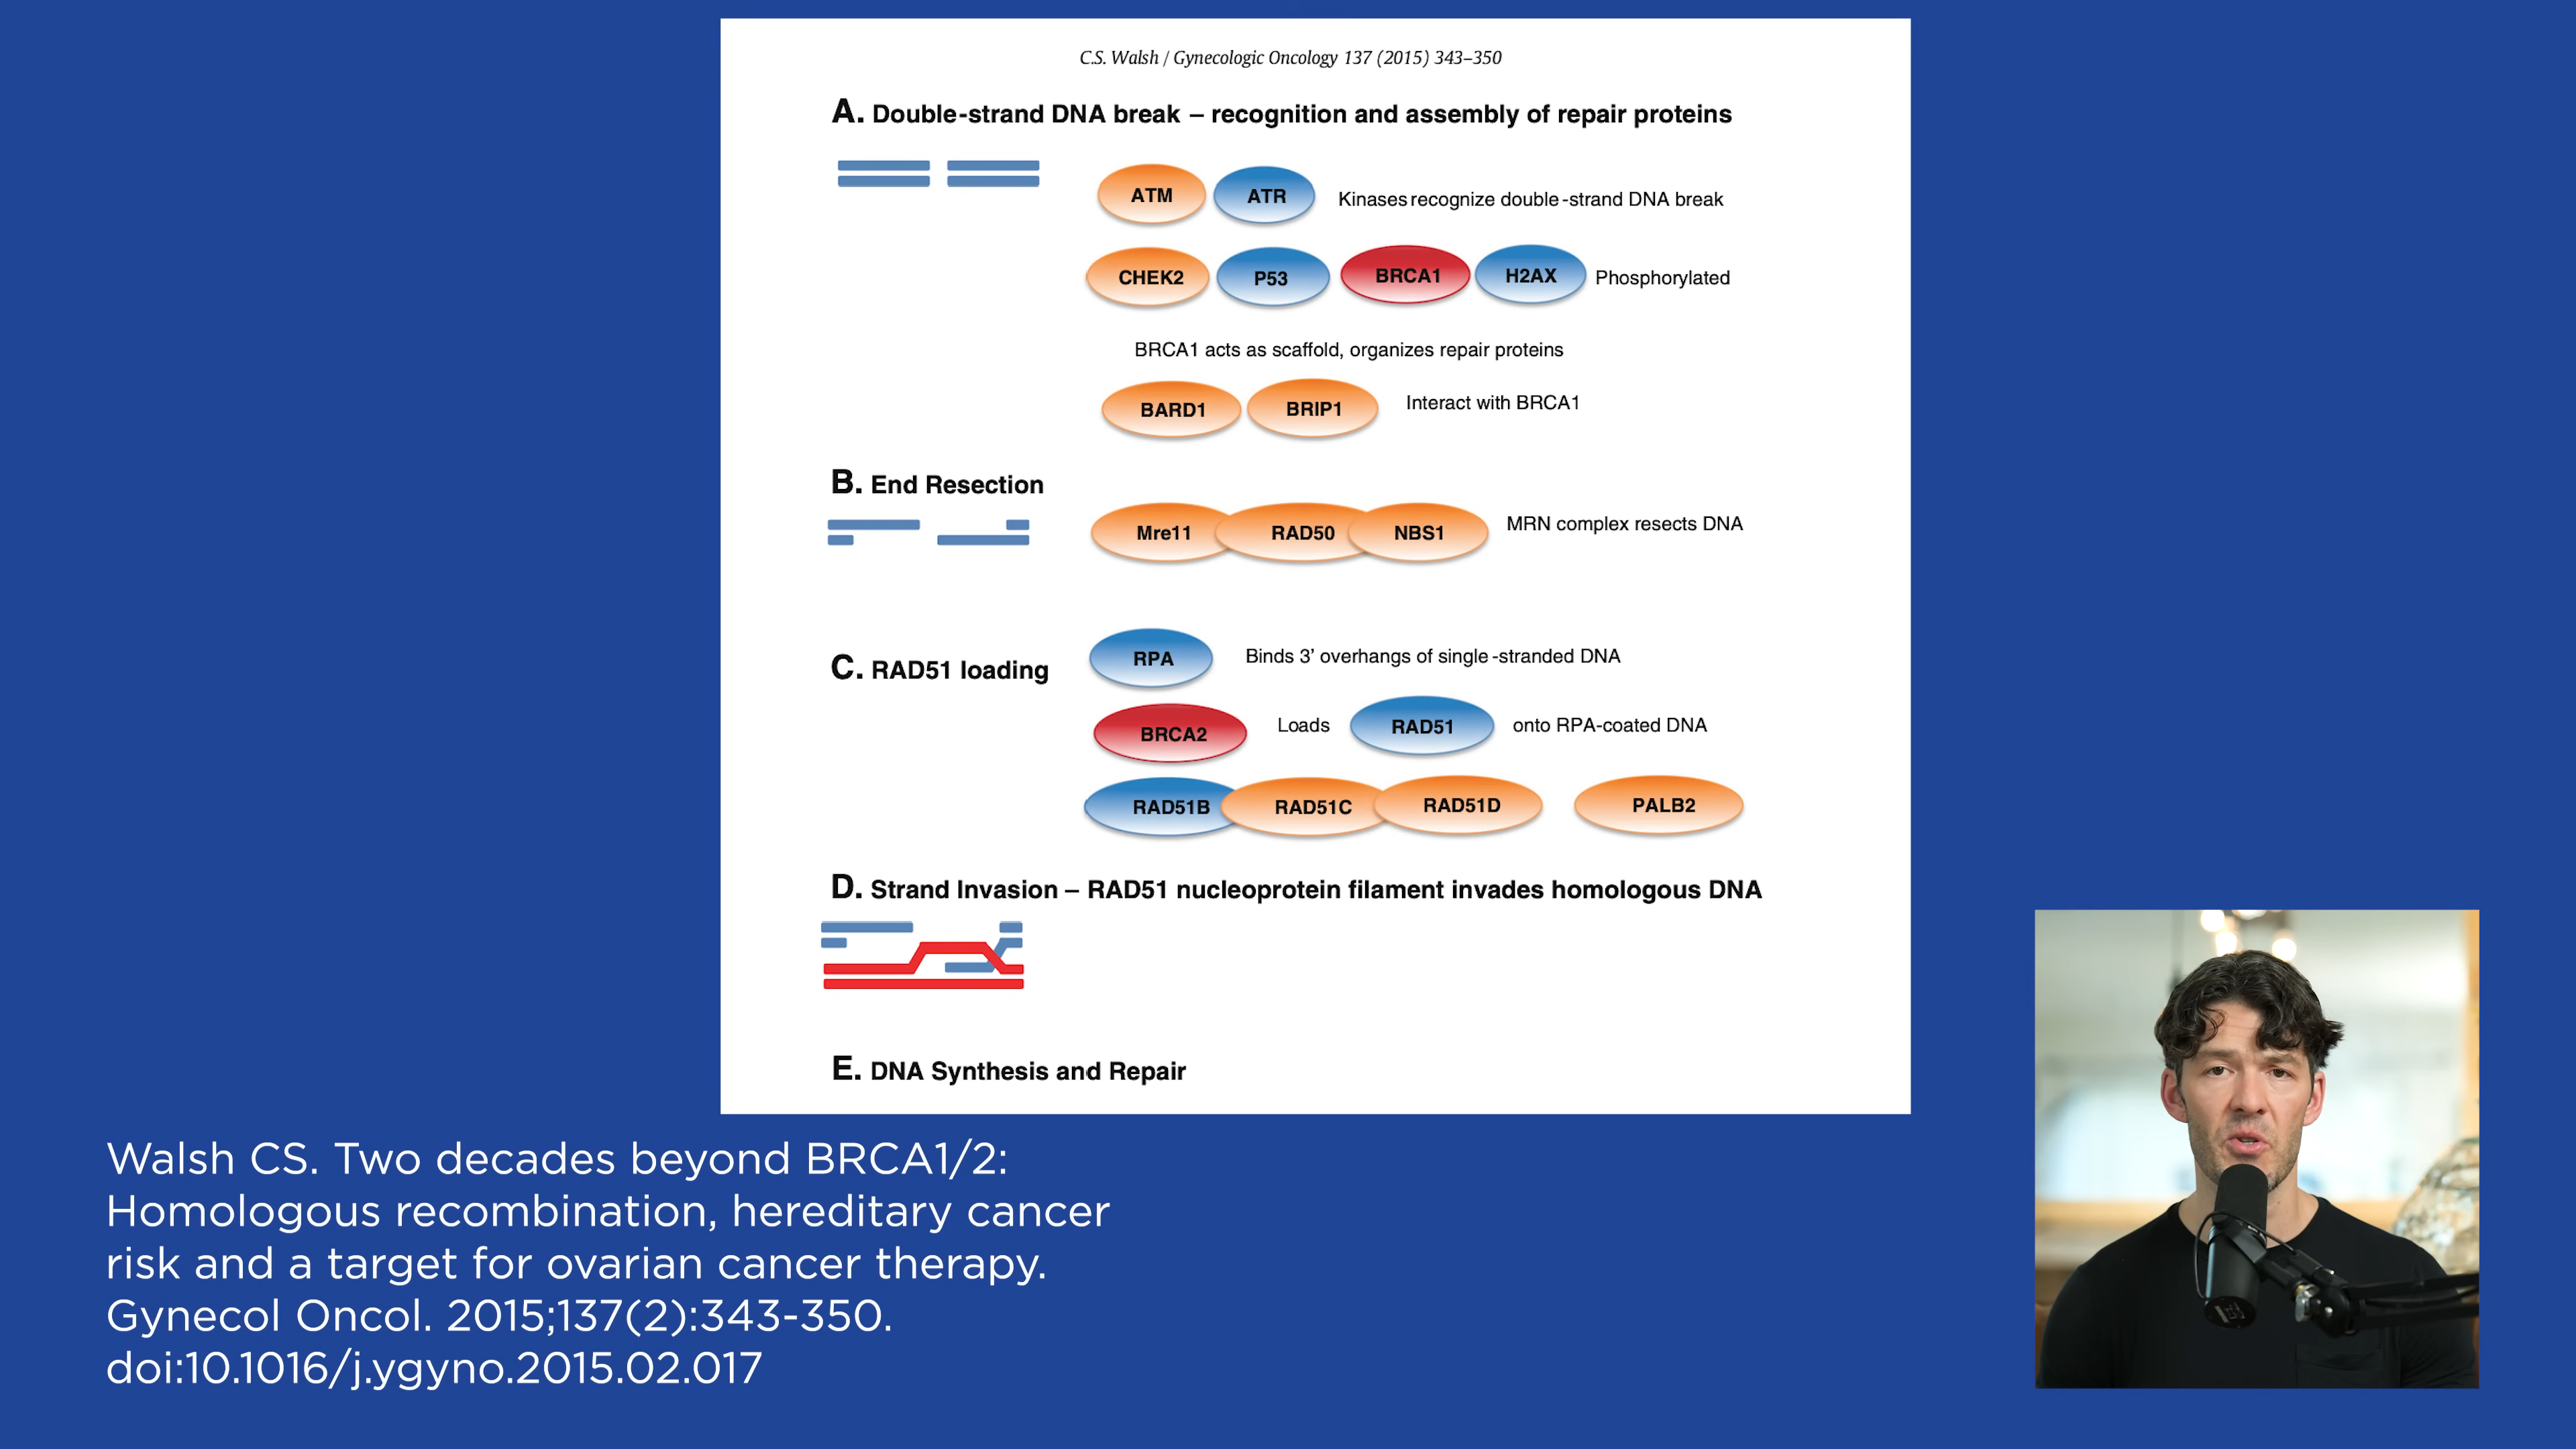 C.S. Walsh / Gynecologic Oncology 137 (2015) 343–350
A. Double-strand DNA break – recognition and assembly of repair proteins
ATM ATR Kinases recognize double-strand DNA break
CHEK2 P53 BRCA1 H2AX Phosphorylated
BRCA1 acts as scaffold, organizes repair proteins
BARD1 BRIP1 Interact with BRCA1
B. End Resection
Mre11 RAD50 NBS1 MRN complex resects DNA
RPA Binds 3’ overhangs of single-stranded DNA
C. RAD51 loading
BRCA2 Loads RAD51 onto RPA-coated DNA
RAD51B RAD51C RAD51D PALB2
D. Strand Invasion – RAD51 nucleoprotein filament invades homologous DNA
E. DNA Synthesis and Repair
Walsh CS. Two decades beyond BRCA1/2:
Homologous recombination, hereditary cancer
risk and a target for ovarian cancer therapy.
Gynecol Oncol. 2015;137(2):343-350.
doi:10.1016/j.ygyno.2015.02.017